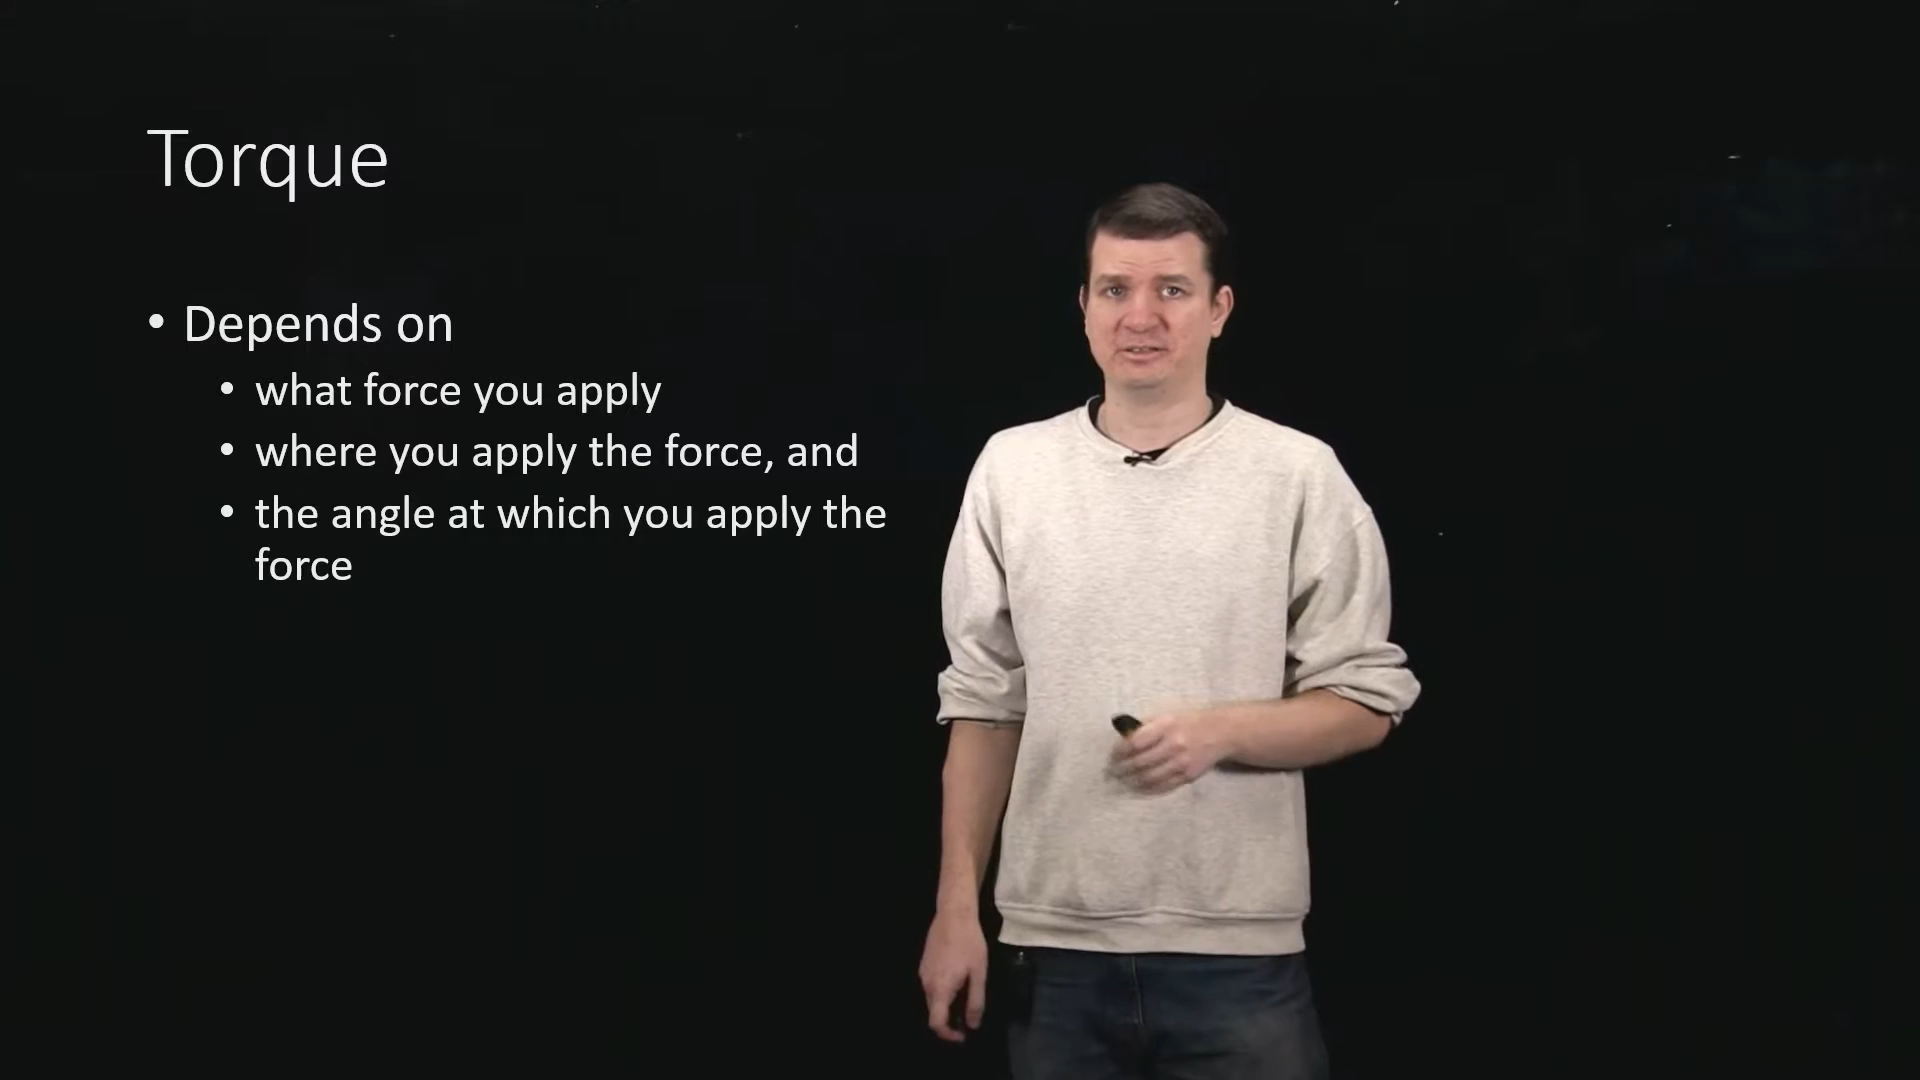 Torque
• Depends on
• what force you apply
• where you apply the force, and
• the angle at which you apply the
force